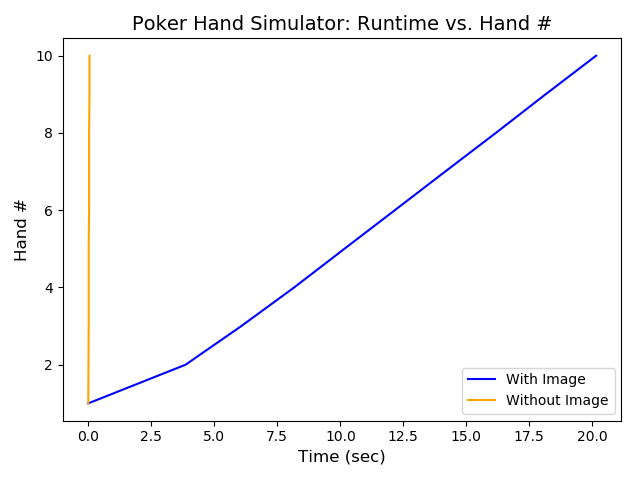 Poker Hand Simulator: Runtime vs. Hand #
Hand #
10
8
6
4
2
0.0 2.5 5.0 7.5 10.0 12.5 15.0 17.5 20.0
Time (sec)
With Image
Without Image